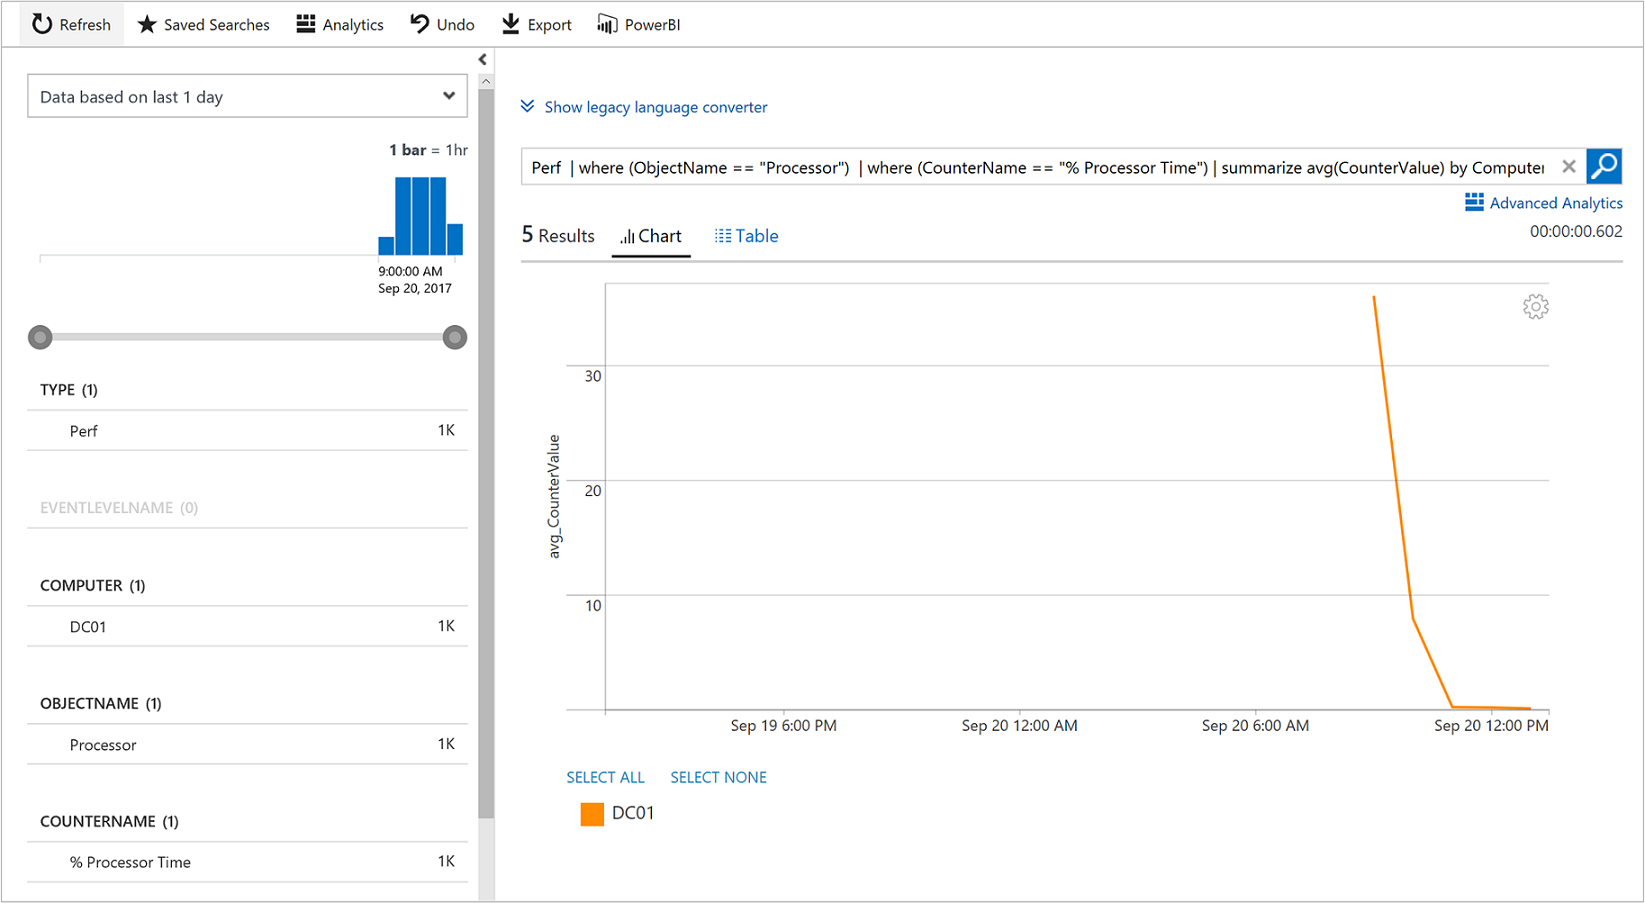 Refresh
Saved Searches
Analytics
Undo
Export
PowerBI
Data based on last 1 day
1 bar = 1hr
9:00:00 AM
Sep 20, 2017
TYPE (1)
Perf 1K
EVENTLEVELNAME (0)
COMPUTER (1)
DC01 1K
OBJECTNAME (1)
Processor 1K
COUNTERNAME (1)
% Processor Time 1K
Show legacy language converter
Perf | where (ObjectName == "Processor") | where (CounterName == "% Processor Time") | summarize avg(CounterValue) by Computer
Advanced Analytics
5 Results
Chart
Table
00:00:00.602
avg_CounterValue
30
20
10
Sep 19 6:00 PM
Sep 20 12:00 AM
Sep 20 6:00 AM
Sep 20 12:00 PM
SELECT ALL
SELECT NONE
DC01